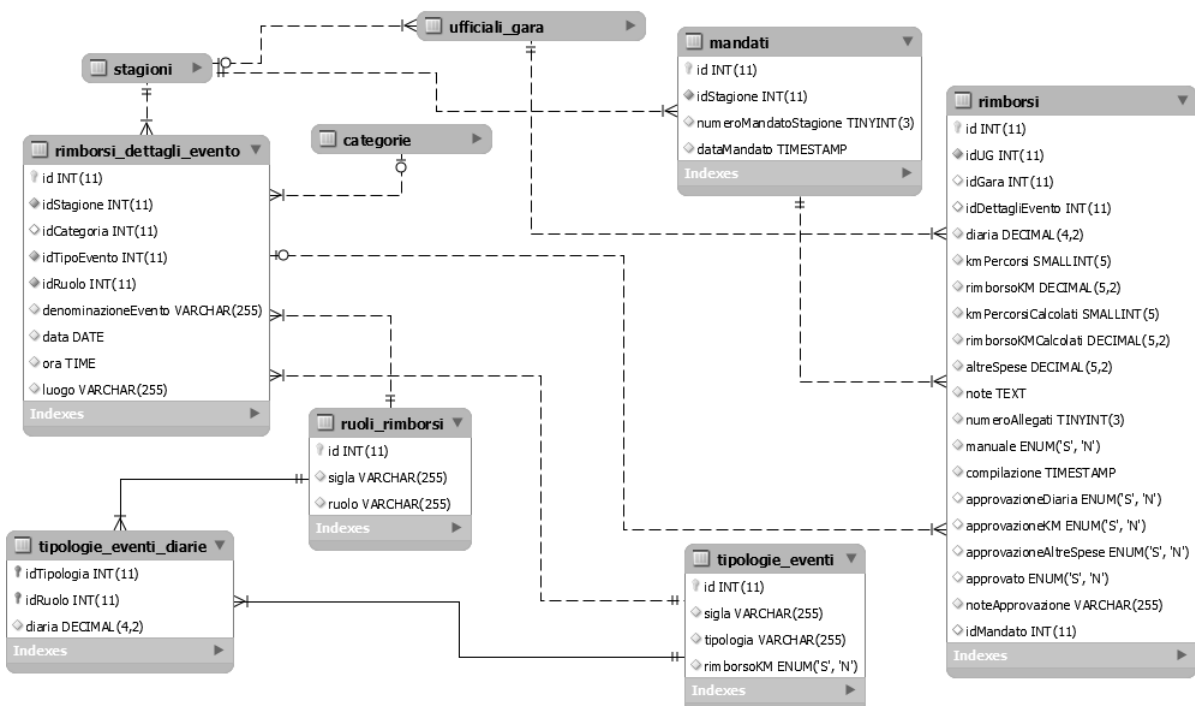 ufficiali_gara
stagioni
mandati
id INT(11)
idStagione INT(11)
numeroMandatoStagione TINYINT(3)
dataMandato TIMESTAMP
Indexes
rimborsi
id INT(11)
idUG INT(11)
idGara INT(11)
idDettagliEvento INT(11)
diaria DECIMAL(4,2)
kmPercorsi SMALLINT(5)
rimborsoKM DECIMAL(5,2)
kmPercorsiCalcolati SMALLINT(5)
rimborsoKMCalcolati DECIMAL(5,2)
altreSpese DECIMAL(5,2)
note TEXT
numeroAllegati TINYINT(3)
manuale ENUM('S', 'N')
compilazione TIMESTAMP
approvazioneDiaria ENUM('S', 'N')
approvazioneKM ENUM('S', 'N')
approvazioneAltreSpese ENUM('S', 'N')
approvato ENUM('S', 'N')
noteApprovazione VARCHAR(255)
idMandato INT(11)
Indexes
rimborsi_dettagli_evento
id INT(11)
idStagione INT(11)
idCategoria INT(11)
idTipoEvento INT(11)
idRuolo INT(11)
denominazioneEvento VARCHAR(255)
data DATE
ora TIME
luogo VARCHAR(255)
Indexes
categorie
ruoli_rimborsi
id INT(11)
sigla VARCHAR(255)
ruolo VARCHAR(255)
Indexes
tipologie_eventi_diarie
idTipologia INT(11)
idRuolo INT(11)
diaria DECIMAL(4,2)
Indexes
tipologie_eventi
id INT(11)
sigla VARCHAR(255)
tipologia VARCHAR(255)
rimborsoKM ENUM('S', 'N')
Indexes